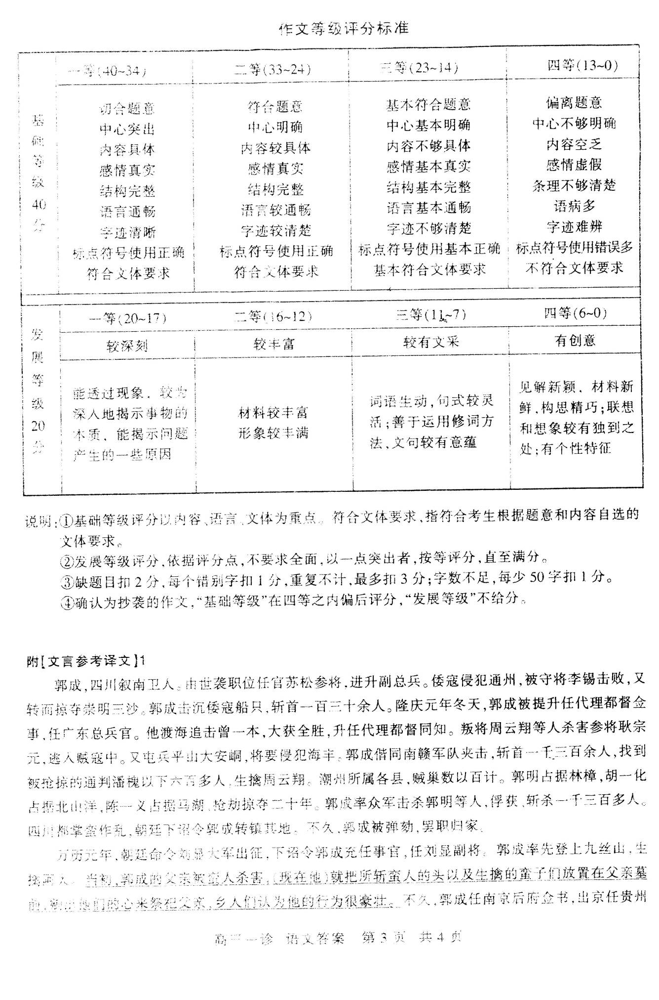 作文等级评分标准
一等(40~34) 二等(33~24) 三等(23~14) 四等(13~0)
基础等级40分
切合题意 符合题意 基本符合题意 偏离题意
中心突出 中心明确 中心基本明确 中心不够明确
内容具体 内容较具体 内容不够具体 内容空乏
感情真实 感情真实 感情基本真实 感情虚假
结构完整 结构完整 结构基本完整 条理不够清楚
语言通畅 语言较通畅 语言基本通畅 语病多
字迹清晰 字迹较清楚 字迹不够清楚 字迹难辨
标点符号使用正确 标点符号使用正确 标点符号使用基本正确 标点符号使用错误多
符合文体要求 符合文体要求 基本符合文体要求 不符合文体要求
发展等级20分
一等(20~17) 二等(16~12) 三等(11~7) 四等(6~0)
较深刻 较丰富 较有文采 有创意
能透过现象、较为
深入地揭示事物的
本质、能揭示问题
产生的一些原因
材料较丰富
形象较丰满
词语生动,句式较灵
活;善于运用修词方
法、文句较有意蕴
见解新颖、材料新
鲜、构思精巧;联想
和想象较有独到之
处;有个性特征
说明:①基础等级评分以内容、语言、文体为重点。符合文体要求,指符合考生根据题意和内容自选的
文体要求。
②发展等级评分,依据评分点,不要求全面,以一点突出者,按等评分,直至满分。
③缺题目扣2分,每个错别字扣1分,重复不计,最多扣3分;字数不足,每少50字扣1分。
④确认为抄袭的作文,“基础等级”在四等之内偏后评分,“发展等级”不给分。
附[文言参考译文]1
郭成,四川叙南卫人。由世袭职位任官苏松参将,进升副总兵。倭寇侵犯通州,被守将李锡击败,又
转而掠夺崇明三沙。郭成击沉倭寇船只,斩首一百三十余人。隆庆元年冬天,郭成被提升任代理都督佥
事,任广东总兵官。他渡海追击曾一本,大获全胜,升任代理都督同知。叛将周云翔等人杀害参将耿宗
元,逃入贼寇中。又屯兵平山大安峒,将要侵犯海丰。郭成偕同南赣军队夹击,斩首一千三百余人,找到
被抢掠的通判潘槐以下六百多人,生擒周云翔。潮州所属各县,贼巢数以百计。郭明占据林樟,胡一化
占据北山洋,陈一义占据马湖,抢劫掠夺二十年。郭成率众军击杀郭明等人,俘获、斩杀一千三百多人。
四川都掌蛮作乱,朝廷下诏令郭成转镇其地。不久,郭成被弹劾,罢职归家。
万历元年,朝廷命令刘显大军出征,下诏令郭成充任事官,任刘显副将。郭成率先登上九丝山,生
擒两人。当初,郭成的父亲被蛮人杀害,(现在他)就把所斩蛮人的头以及生擒的蛮子们放置在父亲墓
前,剜出他们的心来祭祀父亲,乡人们认为他的行为很豪壮。不久,郭成任南京后府佥书,出京任贵州
高三一诊 语文答案 第3页 共4页